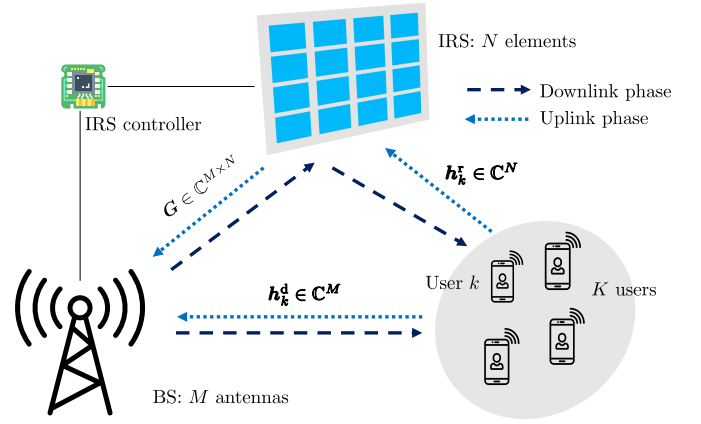 IRS: N elements
Downlink phase
Uplink phase
IRS controller
G ∈ ℂ^{M×N}
h_k^r ∈ ℂ^N
User k
K users
h_k^d ∈ ℂ^M
BS: M antennas